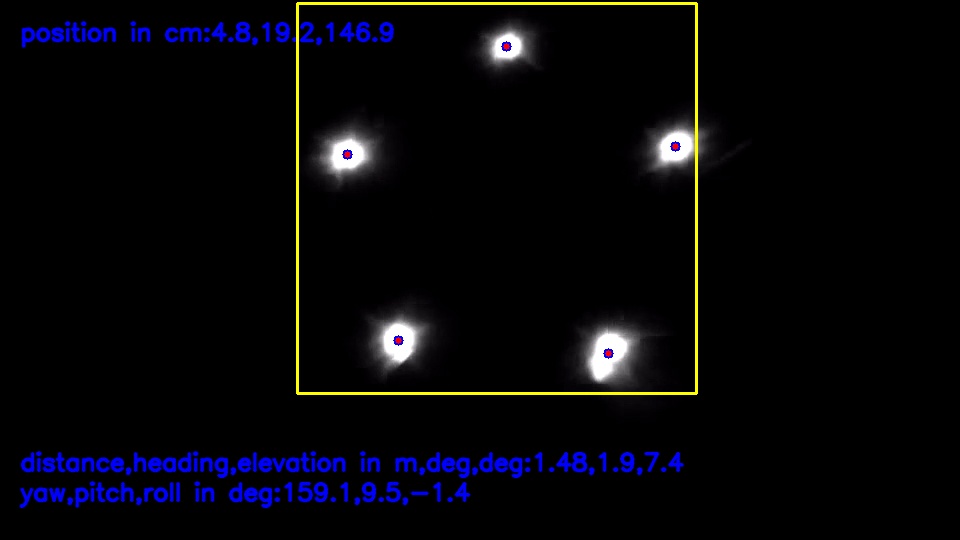 position in cm:4.8,19.2,146.9
distance,heading,elevation in m,deg,deg:1.48,1.9,7.4
yaw,pitch,roll in deg:159.1,9.5,-1.4